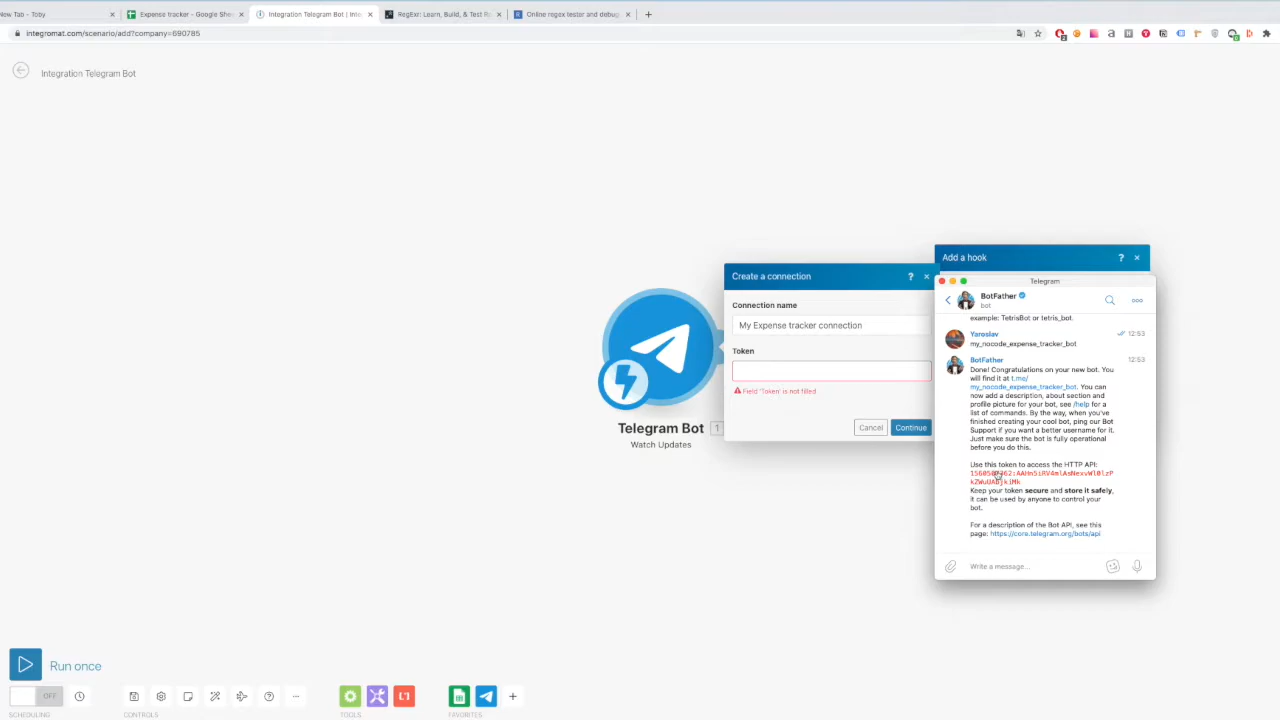 New Tab - Toby
Expense tracker - Google She
Integration Telegram Bot | Inte
RegExr: Learn, Build, & Test R
Online regex tester and debug
integromat.com/scenario/add?company=690785
Integration Telegram Bot
Add a hook
Create a connection
Telegram
BotFather
bot
Connection name
example: TetrisBot or tetris_bot.
My Expense tracker connection
Yaroslav
12:53
my_nocode_expense_tracker_bot
Token
BotFather
12:53
Done! Congratulations on your new bot. You
will find it at t.me/
my_nocode_expense_tracker_bot. You can
now add a description, about section and
profile picture for your bot, see /help for a
list of commands. By the way, when you've
finished creating your cool bot, ping our Bot
Support if you want a better username for it.
Just make sure the bot is fully operational
before you do this.
Field 'Token' is not filled
Cancel
Continue
Telegram Bot
1
Watch Updates
Use this token to access the HTTP API:
Keep your token secure and store it safely,
it can be used by anyone to control your
bot.
For a description of the Bot API, see this
page: https://core.telegram.org/bots/api
Write a message...
Run once
OFF
SCHEDULING
CONTROLS
TOOLS
FAVORITES